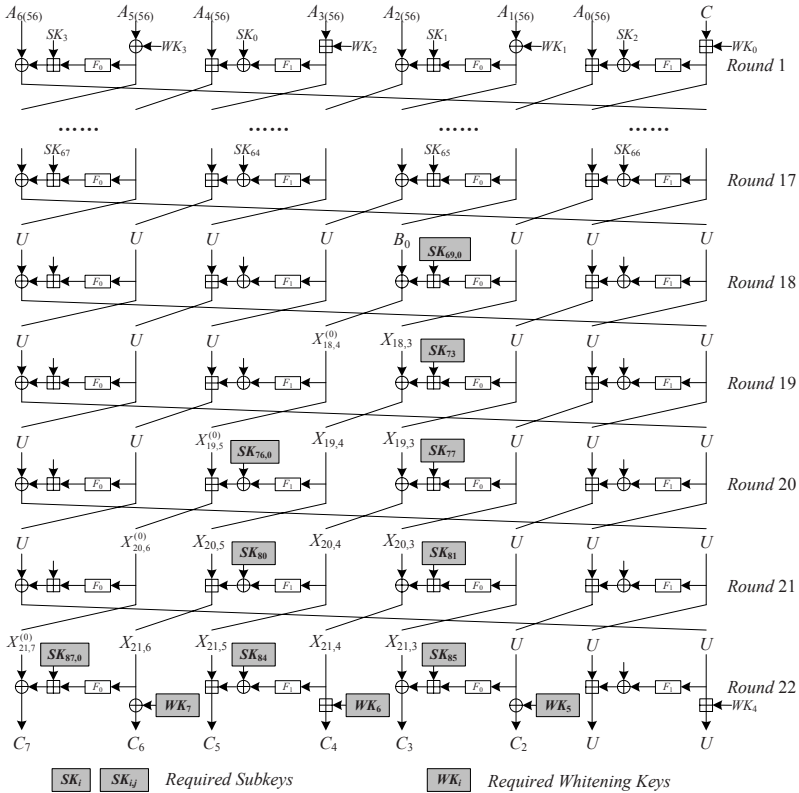 A6(56) A5(56) A4(56) A3(56) A2(56) A1(56) A0(56) C
SK3 SK0 SK1 SK2
WK3 WK2 WK1 WK0
F0 F1 F0 F1 Round 1
...... ...... ...... ......
SK67 SK64 SK65 SK66
F0 F1 F0 F1 Round 17
U U U U B0 U U U
SK69,0
F0 F1 F0 F1 Round 18
U U U X18,4(0) X18,3 U U U
SK73
F0 F1 F0 F1 Round 19
U U X19,5(0) X19,4 X19,3 U U U
SK76,0 SK77
F0 F1 F0 F1 Round 20
U X20,6(0) X20,5 X20,4 X20,3 U U U
SK80 SK81
F0 F1 F0 F1 Round 21
X21,7(0) X21,6 X21,5 X21,4 X21,3 U U U
SK87,0 SK84 SK85
F0 F1 F0 F1 Round 22
WK7 WK6 WK5 WK4
C7 C6 C5 C4 C3 C2 U U
SKi SKi,j Required Subkeys WKi Required Whitening Keys